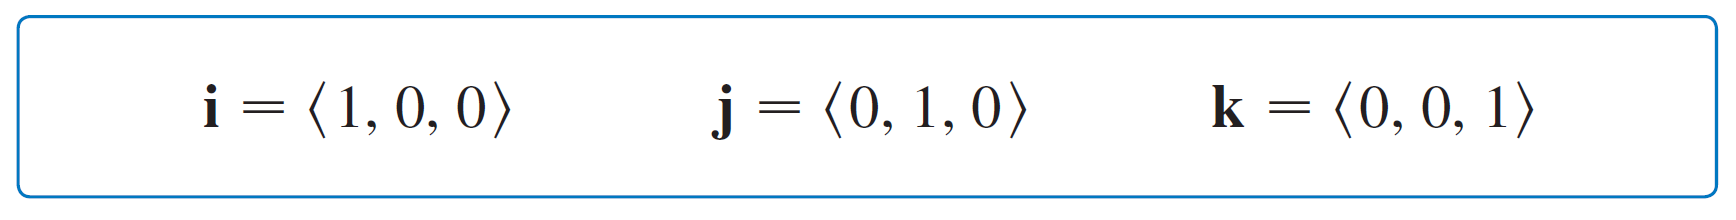 i = ⟨1, 0, 0⟩ j = ⟨0, 1, 0⟩ k = ⟨0, 0, 1⟩